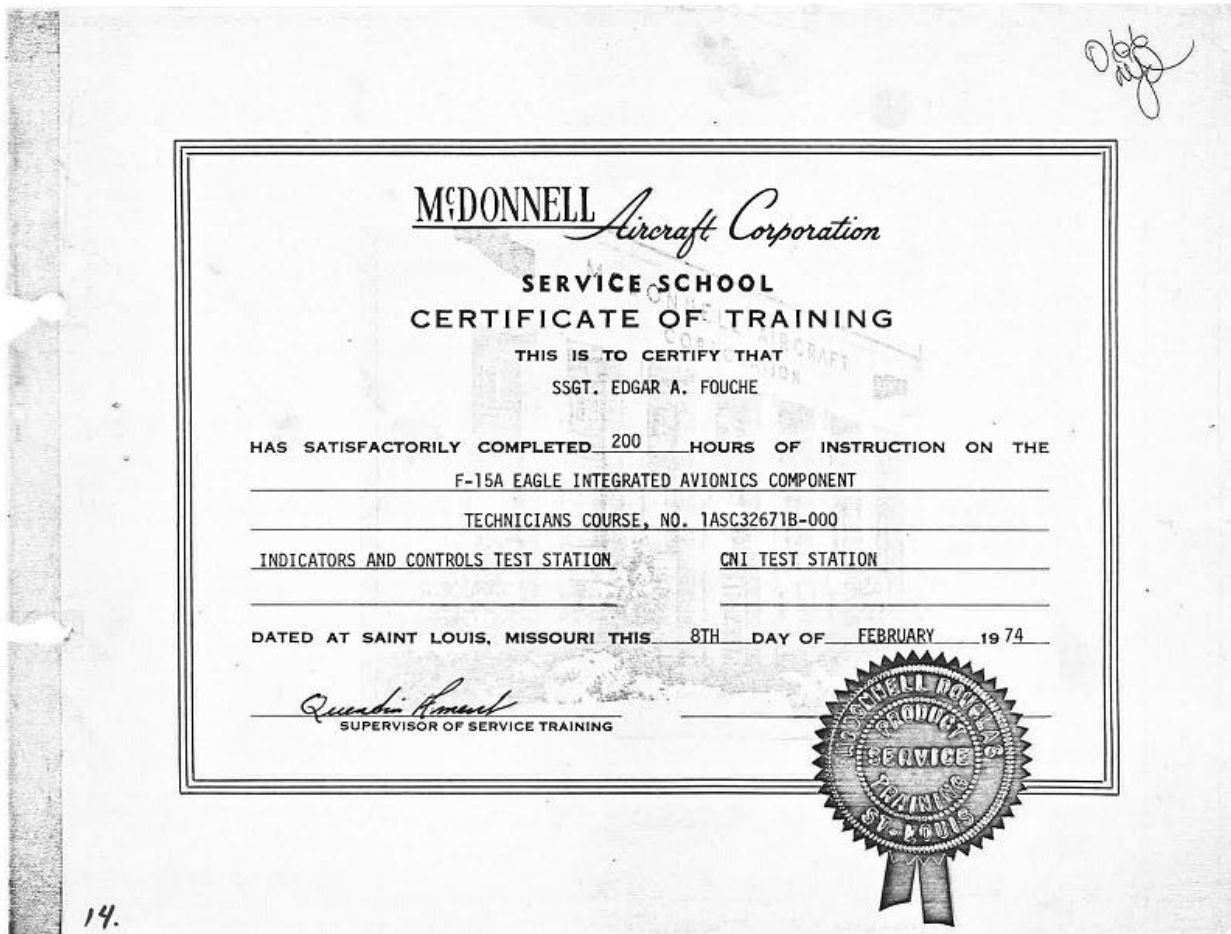 McDONNELL Aircraft Corporation
SERVICE SCHOOL
CERTIFICATE OF TRAINING
THIS IS TO CERTIFY THAT
SSGT. EDGAR A. FOUCHE
HAS SATISFACTORILY COMPLETED 200 HOURS OF INSTRUCTION ON THE
F-15A EAGLE INTEGRATED AVIONICS COMPONENT
TECHNICIANS COURSE, NO. 1ASC32671B-000
INDICATORS AND CONTROLS TEST STATION CNI TEST STATION
DATED AT SAINT LOUIS, MISSOURI THIS 8TH DAY OF FEBRUARY 1974
Quentin
SUPERVISOR OF SERVICE TRAINING
MCDONNELL DOUGLAS
PRODUCT
SERVICE
TRAINING
ST. LOUIS
14.